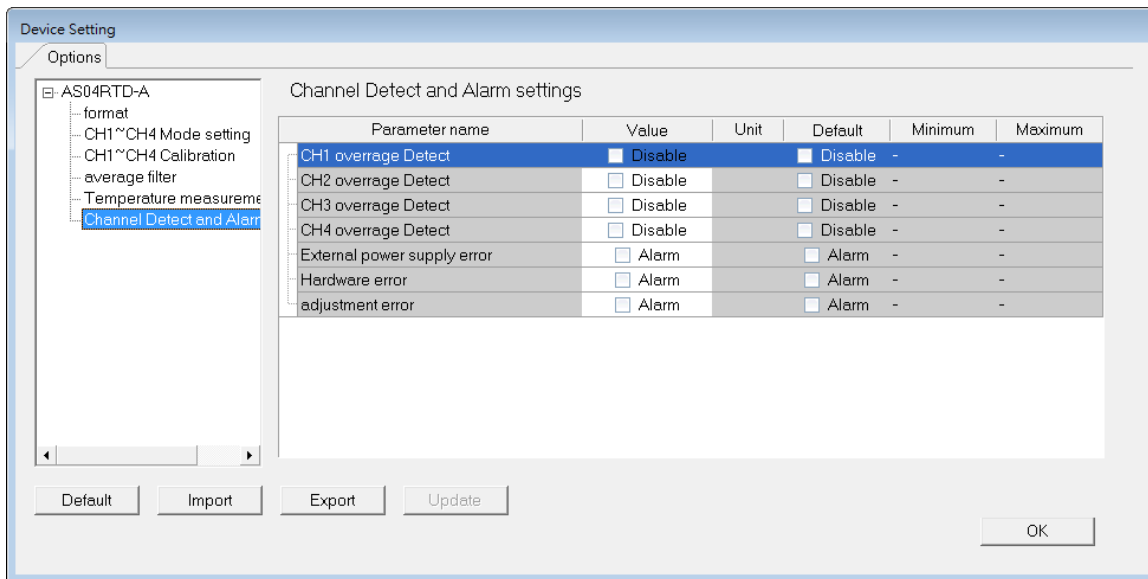 Device Setting
Options
AS04RTD-A
format
CH1~CH4 Mode setting
CH1~CH4 Calibration
average filter
Temperature measureme
Channel Detect and Alarr
Channel Detect and Alarm settings
Parameter name Value Unit Default Minimum Maximum
CH1 overrage Detect Disable Disable - -
CH2 overrage Detect Disable Disable - -
CH3 overrage Detect Disable Disable - -
CH4 overrage Detect Disable Disable - -
External power supply error Alarm Alarm - -
Hardware error Alarm Alarm - -
adjustment error Alarm Alarm - -
Default Import Export Update
OK